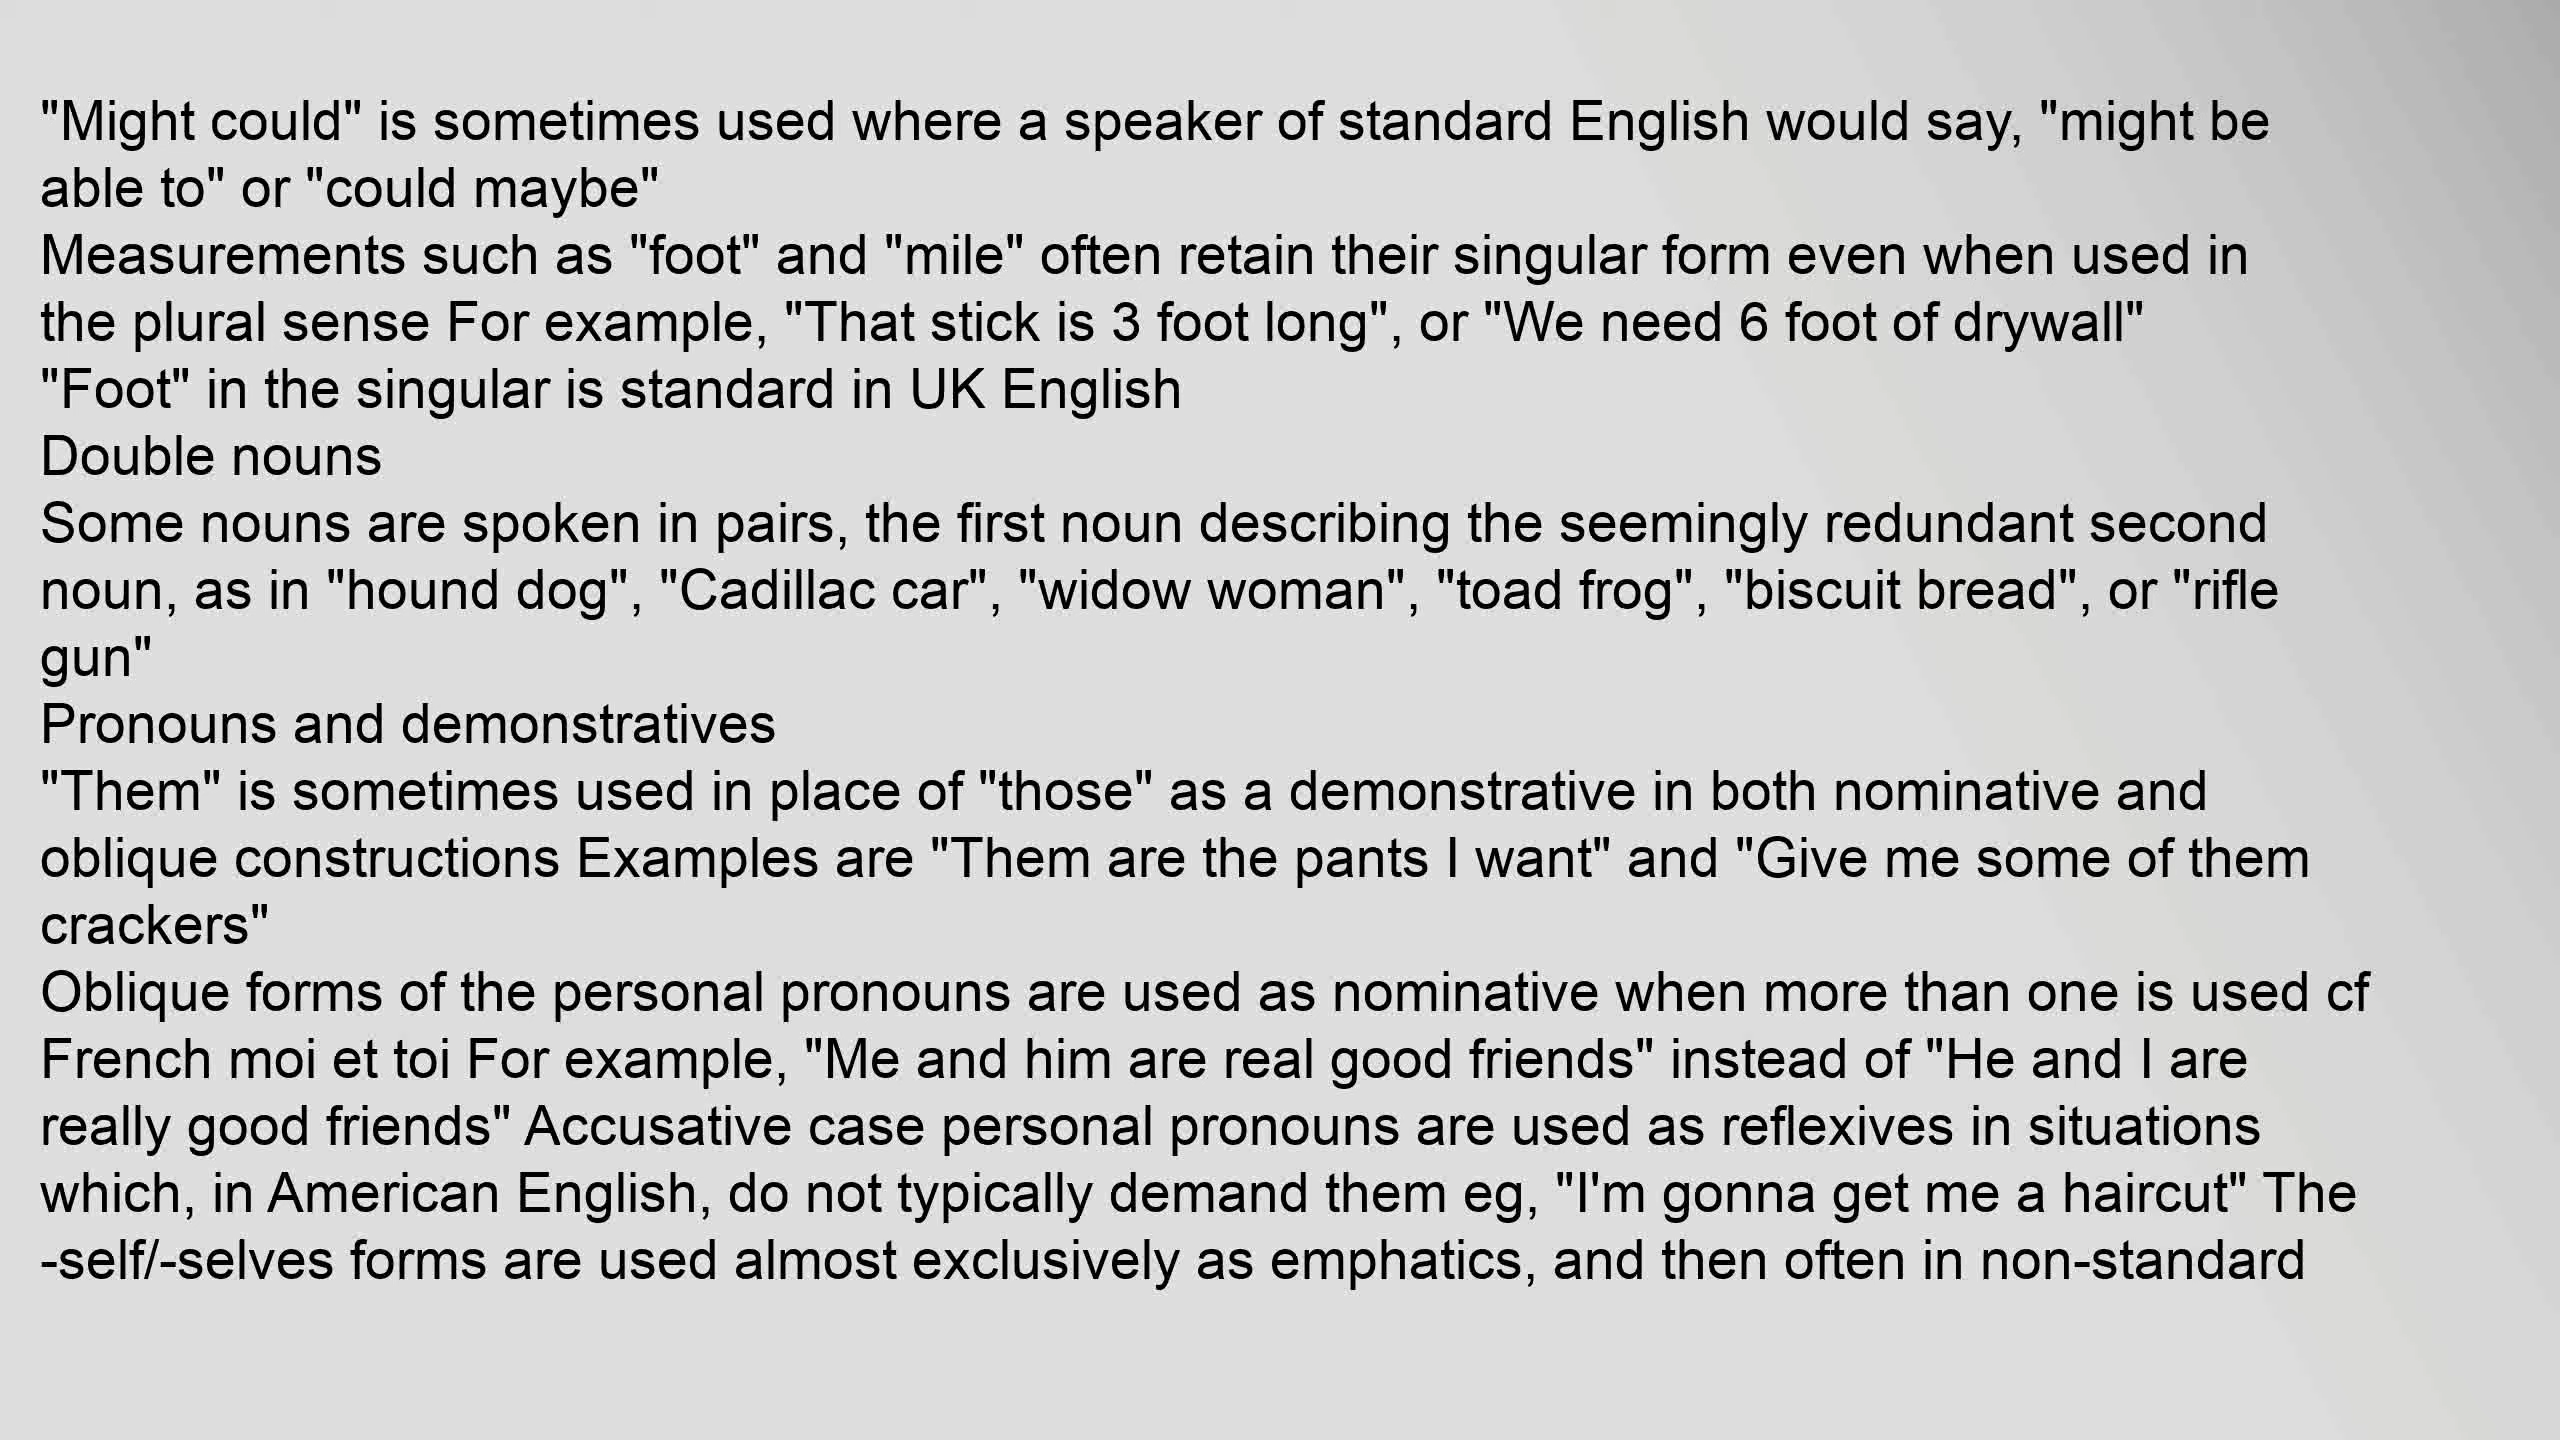 "Might could" is sometimes used where a speaker of standard English would say, "might be
able to" or "could maybe"
Measurements such as "foot" and "mile" often retain their singular form even when used in
the plural sense For example, "That stick is 3 foot long", or "We need 6 foot of drywall"
"Foot" in the singular is standard in UK English
Double nouns
Some nouns are spoken in pairs, the first noun describing the seemingly redundant second
noun, as in "hound dog", "Cadillac car", "widow woman", "toad frog", "biscuit bread", or "rifle
gun"
Pronouns and demonstratives
"Them" is sometimes used in place of "those" as a demonstrative in both nominative and
oblique constructions Examples are "Them are the pants I want" and "Give me some of them
crackers"
Oblique forms of the personal pronouns are used as nominative when more than one is used cf
French moi et toi For example, "Me and him are real good friends" instead of "He and I are
really good friends" Accusative case personal pronouns are used as reflexives in situations
which, in American English, do not typically demand them eg, "I'm gonna get me a haircut" The
-self/-selves forms are used almost exclusively as emphatics, and then often in non-standard